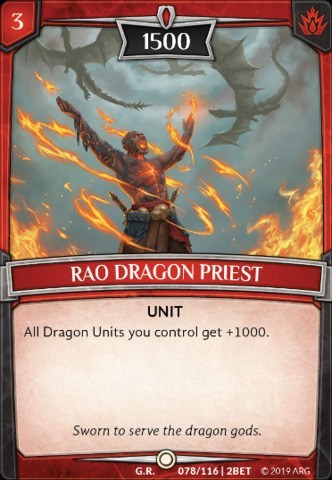 3
1500
RAO DRAGON PRIEST
UNIT
All Dragon Units you control get +1000.
Sworn to serve the dragon gods.
G.R. 078/116 | 2BET © 2019 ARG